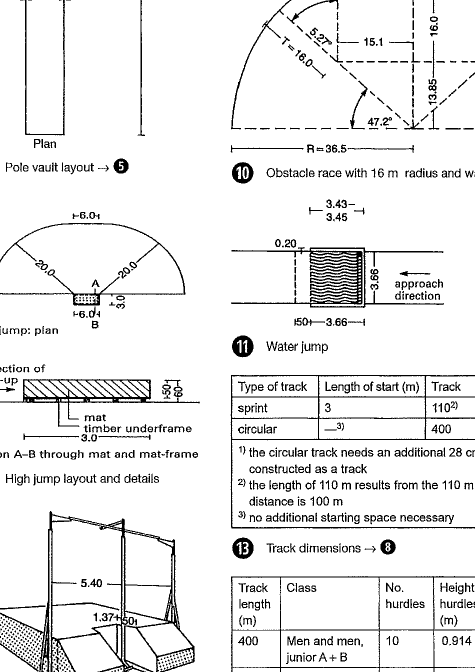 Plan
Pole vault layout → 5
6.0
20.0
20.0
A
3.0
6.0
B
jump: plan
ection of
-up
50
60
mat
timber underframe
3.0
on A–B through mat and mat-frame
High jump layout and details
5.40
1.37
50
5.27°
T = 16.0
15.1
16.0
13.85
47.2°
R = 36.5
10 Obstacle race with 16 m radius and wa
3.43–
3.45
0.20
3.66
approach
direction
50 3.66
11 Water jump
Type of track Length of start (m) Track
sprint 3 110²⁾
circular —³⁾ 400
¹⁾ the circular track needs an additional 28 cm
constructed as a track
²⁾ the length of 110 m results from the 110 m
distance is 100 m
³⁾ no additional starting space necessary
13 Track dimensions → 8
Track Class No. Height
length hurdies hurdles
(m) (m)
400 Men and men, 10 0.914
junior A + B